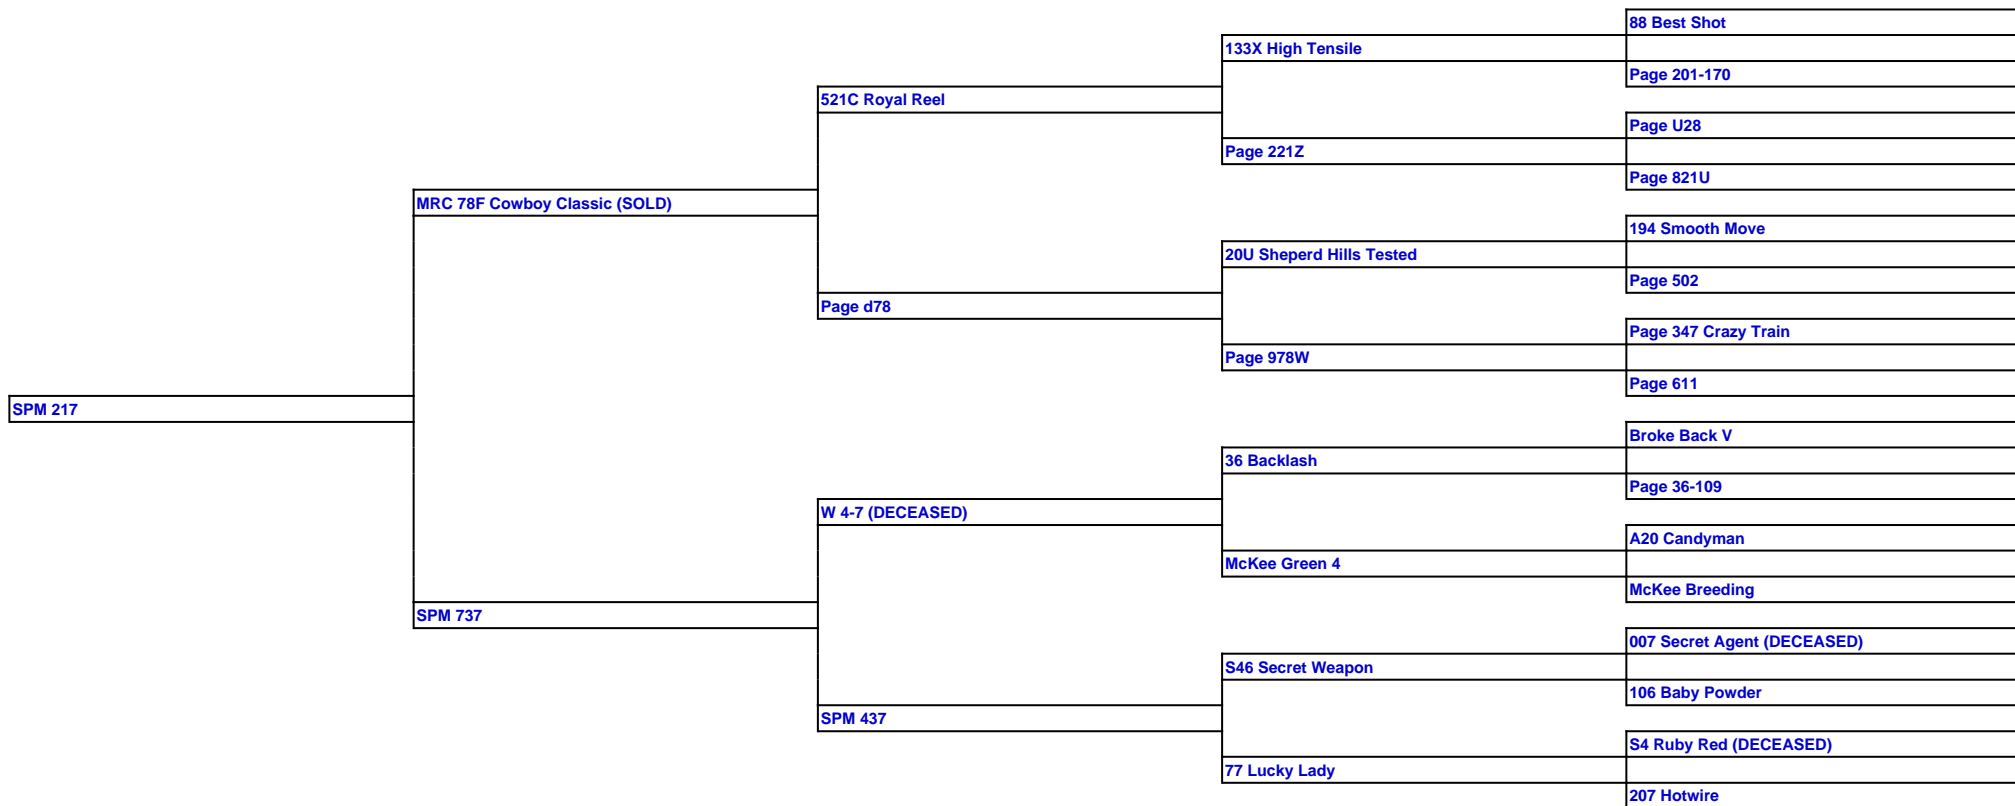 88 Best Shot
133X High Tensile
Page 201-170
521C Royal Reel
Page U28
Page 221Z
Page 821U
MRC 78F Cowboy Classic (SOLD)
194 Smooth Move
20U Sheperd Hills Tested
Page 502
Page d78
Page 347 Crazy Train
Page 978W
Page 611
SPM 217
Broke Back V
36 Backlash
Page 36-109
W 4-7 (DECEASED)
A20 Candyman
McKee Green 4
McKee Breeding
SPM 737
007 Secret Agent (DECEASED)
S46 Secret Weapon
106 Baby Powder
SPM 437
S4 Ruby Red (DECEASED)
77 Lucky Lady
207 Hotwire